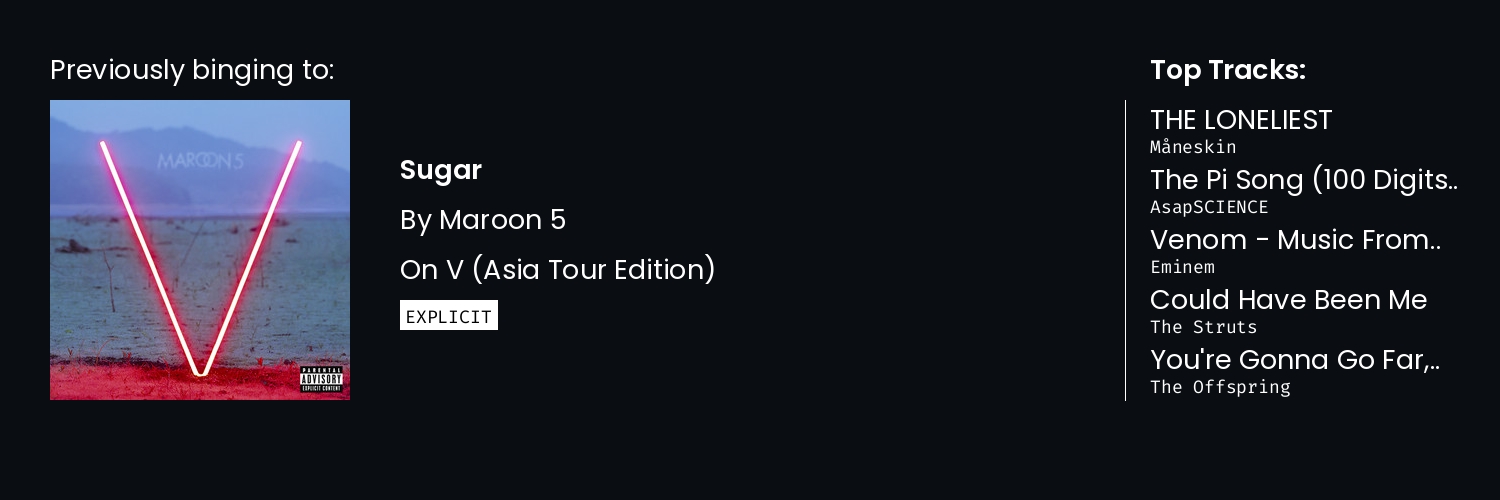 Previously binging to:
MAROON 5
PARENTAL
ADVISORY
EXPLICIT CONTENT
Sugar
By Maroon 5
On V (Asia Tour Edition)
EXPLICIT
Top Tracks:
THE LONELIEST
Måneskin
The Pi Song (100 Digits..
AsapSCIENCE
Venom - Music From..
Eminem
Could Have Been Me
The Struts
You're Gonna Go Far,..
The Offspring